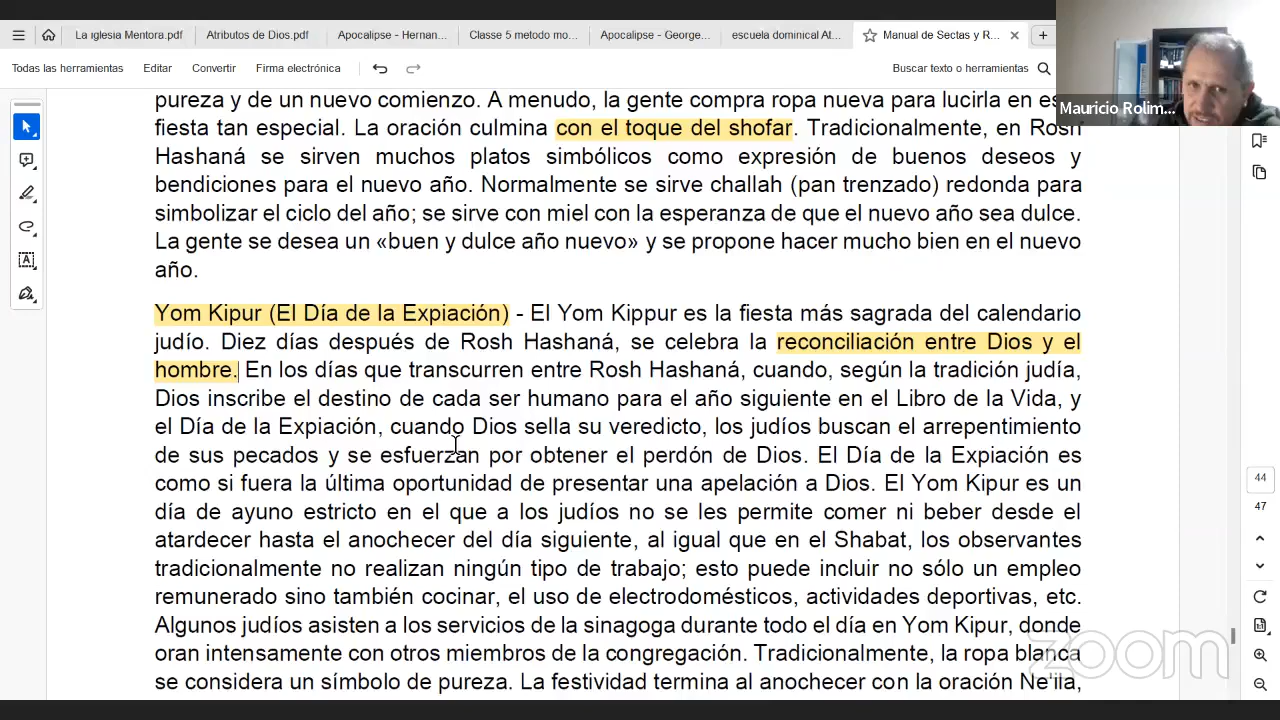 La iglesia Mentora.pdf
Atributos de Dios.pdf
Apocalipse - Hernan...
Classe 5 metodo mo...
Apocalipse - George...
escuela dominical At...
Manual de Sectas y R...
Todas las herramientas
Editar
Convertir
Firma electrónica
Buscar texto o herramientas
Mauricio Rolim...
pureza y de un nuevo comienzo. A menudo, la gente compra ropa nueva para lucirla en
fiesta tan especial. La oración culmina con el toque del shofar. Tradicionalmente, en Rosh
Hashaná se sirven muchos platos simbólicos como expresión de buenos deseos y
bendiciones para el nuevo año. Normalmente se sirve challah (pan trenzado) redonda para
simbolizar el ciclo del año; se sirve con miel con la esperanza de que el nuevo año sea dulce.
La gente se desea un «buen y dulce año nuevo» y se propone hacer mucho bien en el nuevo
año.
Yom Kipur (El Día de la Expiación) - El Yom Kippur es la fiesta más sagrada del calendario
judío. Diez días después de Rosh Hashaná, se celebra la reconciliación entre Dios y el
hombre. En los días que transcurren entre Rosh Hashaná, cuando, según la tradición judía,
Dios inscribe el destino de cada ser humano para el año siguiente en el Libro de la Vida, y
el Día de la Expiación, cuando Dios sella su veredicto, los judíos buscan el arrepentimiento
de sus pecados y se esfuerzan por obtener el perdón de Dios. El Día de la Expiación es
como si fuera la última oportunidad de presentar una apelación a Dios. El Yom Kipur es un
día de ayuno estricto en el que a los judíos no se les permite comer ni beber desde el
atardecer hasta el anochecer del día siguiente, al igual que en el Shabat, los observantes
tradicionalmente no realizan ningún tipo de trabajo; esto puede incluir no sólo un empleo
remunerado sino también cocinar, el uso de electrodomésticos, actividades deportivas, etc.
Algunos judíos asisten a los servicios de la sinagoga durante todo el día en Yom Kipur, donde
oran intensamente con otros miembros de la congregación. Tradicionalmente, la ropa blanca
se considera un símbolo de pureza. La festividad termina al anochecer con la oración Ne'iia,
44
47
zoom